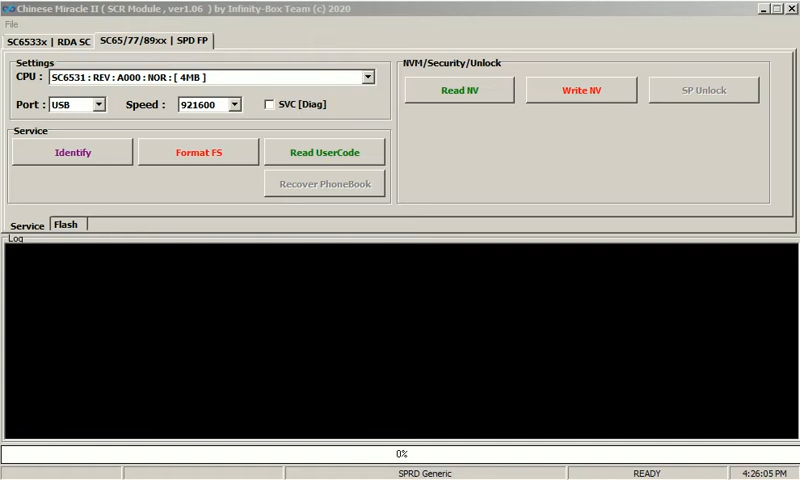 Chinese Miracle II ( SCR Module , ver1.06 ) by Infinity-Box Team (c) 2020
File
SC6533x | RDA SC
SC65/77/89xx | SPD FP
Settings
CPU : SC6531 : REV : A000 : NOR : [ 4MB ]
Port : USB Speed : 921600 SVC [Diag]
Service
Identify Format FS Read UserCode
Recover PhoneBook
NVM/Security/Unlock
Read NV Write NV SP Unlock
Service Flash
Log
0%
SPRD Generic READY 4:26:05 PM